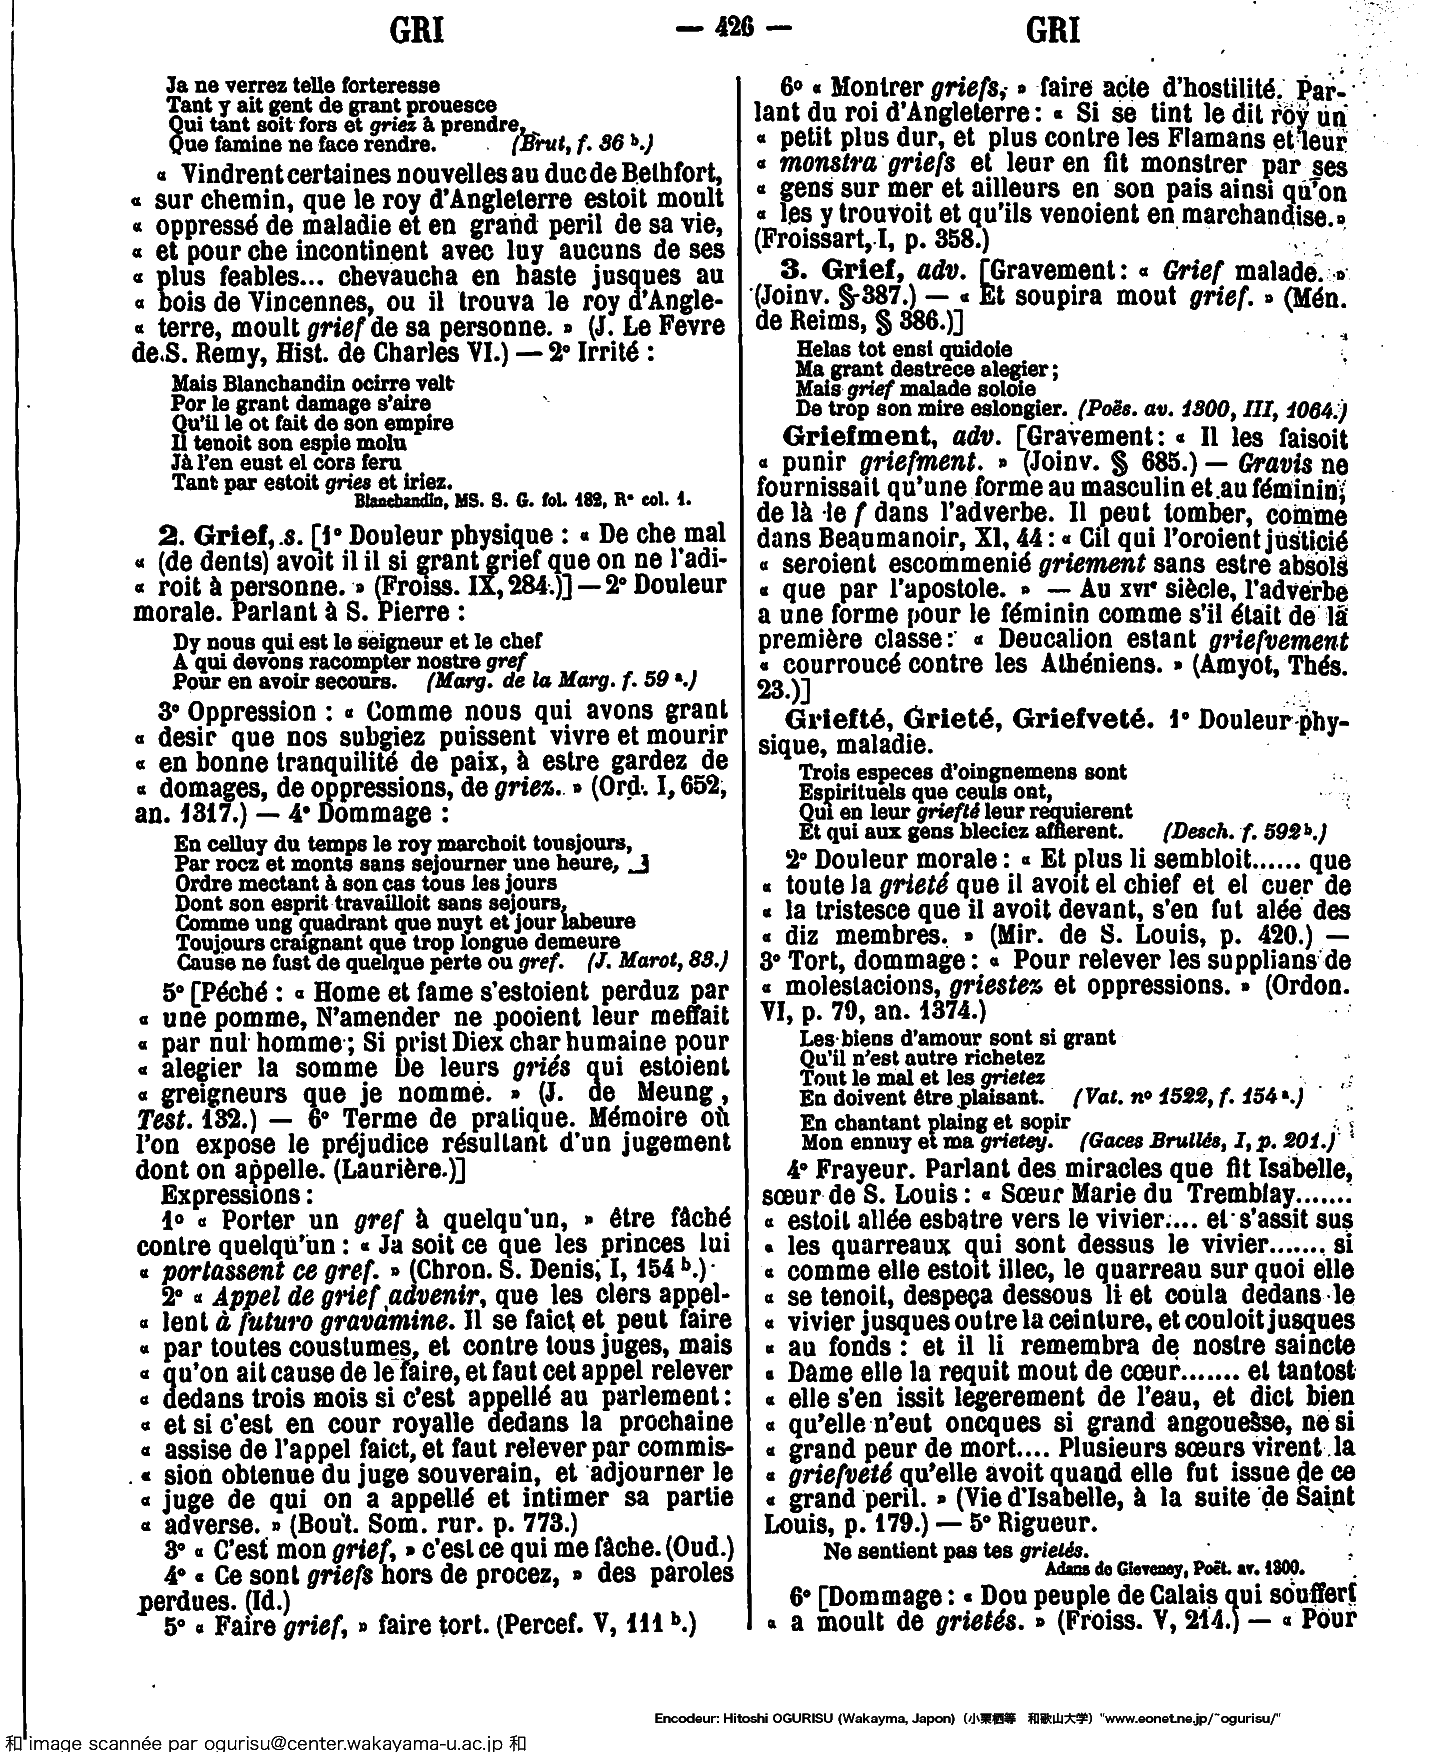 GRI — 426 — GRI
Ja ne verrez telle forteresse
Tant y ait gent de grant prouesce
Qui tant soit fors et griez à prendre,
Que famine ne face rendre. (Brut, f. 36 b.)
« Vindrent certaines nouvelles au duc de Bethfort,
« sur chemin, que le roy d'Angleterre estoit moult
« oppressé de maladie et en grand peril de sa vie,
« et pour che incontinent avec luy aucuns de ses
« plus feables... chevaucha en haste jusques au
« bois de Vincennes, ou il trouva le roy d'Angle-
« terre, moult grief de sa personne. » (J. Le Fevre
de S. Remy, Hist. de Charles VI.) — 2° Irrité :
Mais Blanchandin ocirre velt
Por le grant damage s'aire
Qu'il le ot fait de son empire
Il tenoit son espie molu
Jà l'en eust el cors feru
Tant par estoit gries et iriez.
Blanchandin, MS. S. G. fol. 182, R° col. 1.
2. Grief, s. [1° Douleur physique : « De che mal
« (de dents) avoit il il si grant grief que on ne l'adi-
« roit à personne. » (Froiss. IX, 284.)] — 2° Douleur
morale. Parlant à S. Pierre :
Dy nous qui est le seigneur et le chef
A qui devons racompter nostre gref
Pour en avoir secours. (Marg. de la Marg. f. 59 a.)
3° Oppression : « Comme nous qui avons grant
« desir que nos subgiez puissent vivre et mourir
« en bonne tranquilité de paix, à estre gardez de
« domages, de oppressions, de griez. » (Ord. I, 652,
an. 1317.) — 4° Dommage :
En celluy du temps le roy marchoit tousjours,
Par rocz et monts sans sejourner une heure,
Ordre mectant à son cas tous les jours
Dont son esprit travailloit sans sejours,
Comme ung quadrant que nuyt et jour labeure
Toujours craignant que trop longue demeure
Cause ne fust de quelque perte ou gref. (J. Marot, 83.)
5° [Péché : « Home et fame s'estoient perduz par
« une pomme, N'amender ne pooient leur meffait
« par nul homme ; Si prist Diex char humaine pour
« alegier la somme De leurs griés qui estoient
« greigneurs que je nomme. » (J. de Meung,
Test. 132.) — 6° Terme de pratique. Mémoire où
l'on expose le préjudice résultant d'un jugement
dont on appelle. (Laurière.)]
Expressions :
1° « Porter un gref à quelqu'un, » être fâché
contre quelqu'un : « Ja soit ce que les princes lui
« portassent ce gref. » (Chron. S. Denis, I, 154 b.)
2° « Appel de grief advenir, que les clers appel-
« lent à futuro gravamine. Il se faict et peut faire
« par toutes coustumes, et contre tous juges, mais
« qu'on ait cause de le faire, et faut cet appel relever
« dedans trois mois si c'est appellé au parlement :
« et si c'est en cour royalle dedans la prochaine
« assise de l'appel faict, et faut relever par commis-
« sion obtenue du juge souverain, et adjourner le
« juge de qui on a appellé et intimer sa partie
« adverse. » (Bout. Som. rur. p. 773.)
3° « C'est mon grief, » c'est ce qui me fâche. (Oud.)
4° « Ce sont griefs hors de procez, » des paroles
perdues. (Id.)
5° « Faire grief, » faire tort. (Percef. V, 111 b.)
6° « Montrer griefs, » faire acte d'hostilité. Par-
lant du roi d'Angleterre : « Si se tint le dit roy un
« petit plus dur, et plus contre les Flamans et leur
« monstra griefs et leur en fit monstrer par ses
« gens sur mer et ailleurs en son pais ainsi qu'on
« les y trouvoit et qu'ils venoient en marchandise. »
(Froissart, I, p. 358.)
3. Grief, adv. [Gravement : « Grief malade. »
(Joinv. § 387.) — « Et soupira mout grief. » (Mén.
de Reims, § 386.)]
Helas tot ensi quidoie
Ma grant destrece alegier ;
Mais grief malade soloie
De trop son mire eslongier. (Poës. av. 1300, III, 1064.)
Griefment, adv. [Gravement : « Il les faisoit
« punir griefment. » (Joinv. § 685.) — Gravis ne
fournissait qu'une forme au masculin et au féminin ;
de là le f dans l'adverbe. Il peut tomber, comme
dans Beaumanoir, XI, 44 : « Cil qui l'oroient justicié
« seroient escommenié griement sans estre absols
« que par l'apostole. » — Au XVIe siècle, l'adverbe
a une forme pour le féminin comme s'il était de la
première classe : « Deucalion estant griefvement
« courroucé contre les Athéniens. » (Amyot, Thés.
23.)]
Griefté, Grieté, Griefveté. 1° Douleur phy-
sique, maladie.
Trois especes d'oingnemens sont
Espirituels que ceuls ont,
Qui en leur griefté leur requierent
Et qui aux gens bleciez affierent. (Desch. f. 592 b.)
2° Douleur morale : « Et plus li sembloit...... que
« toute la grieté que il avoit el chief et el cuer de
« la tristesce que il avoit devant, s'en fut alée des
« diz membres. » (Mir. de S. Louis, p. 420.) —
3° Tort, dommage : « Pour relever les supplians de
« molestacions, griestez et oppressions. » (Ordon.
VI, p. 79, an. 1374.)
Les biens d'amour sont si grant
Qu'il n'est autre richetez
Tout le mal et les grietez
En doivent être plaisant. (Vat. n° 1522, f. 154 a.)
En chantant plaing et sopir
Mon ennuy et ma grietey. (Gaces Brullés, I, p. 201.)
4° Frayeur. Parlant des miracles que fit Isabelle,
sœur de S. Louis : « Sœur Marie du Tremblay.......
« estoit allée esbatre vers le vivier..... et s'assit sus
« les quarreaux qui sont dessus le vivier....... si
« comme elle estoit illec, le quarreau sur quoi elle
« se tenoit, despeça dessous li et coula dedans le
« vivier jusques outre la ceinture, et couloit jusques
« au fonds : et il li remembra de nostre saincte
« Dame elle la requit mout de cœur....... et tantost
« elle s'en issit legerement de l'eau, et dict bien
« qu'elle n'eut oncques si grand angouesse, ne si
« grand peur de mort.... Plusieurs sœurs virent la
« griefveté qu'elle avoit quand elle fut issue de ce
« grand peril. » (Vie d'Isabelle, à la suite de Saint
Louis, p. 179.) — 5° Rigueur.
Ne sentient pas tes grietés.
Adans de Gieveney, Poët. av. 1300.
6° [Dommage : « Dou peuple de Calais qui souffert
« a moult de grietés. » (Froiss. V, 214.) — « Pour
Encodeur: Hitoshi OGURISU (Wakayma, Japon) (小栗栖等 和歌山大学) "www.eonet.ne.jp/~ogurisu/"
和 image scannée par ogurisu@center.wakayama-u.ac.jp 和